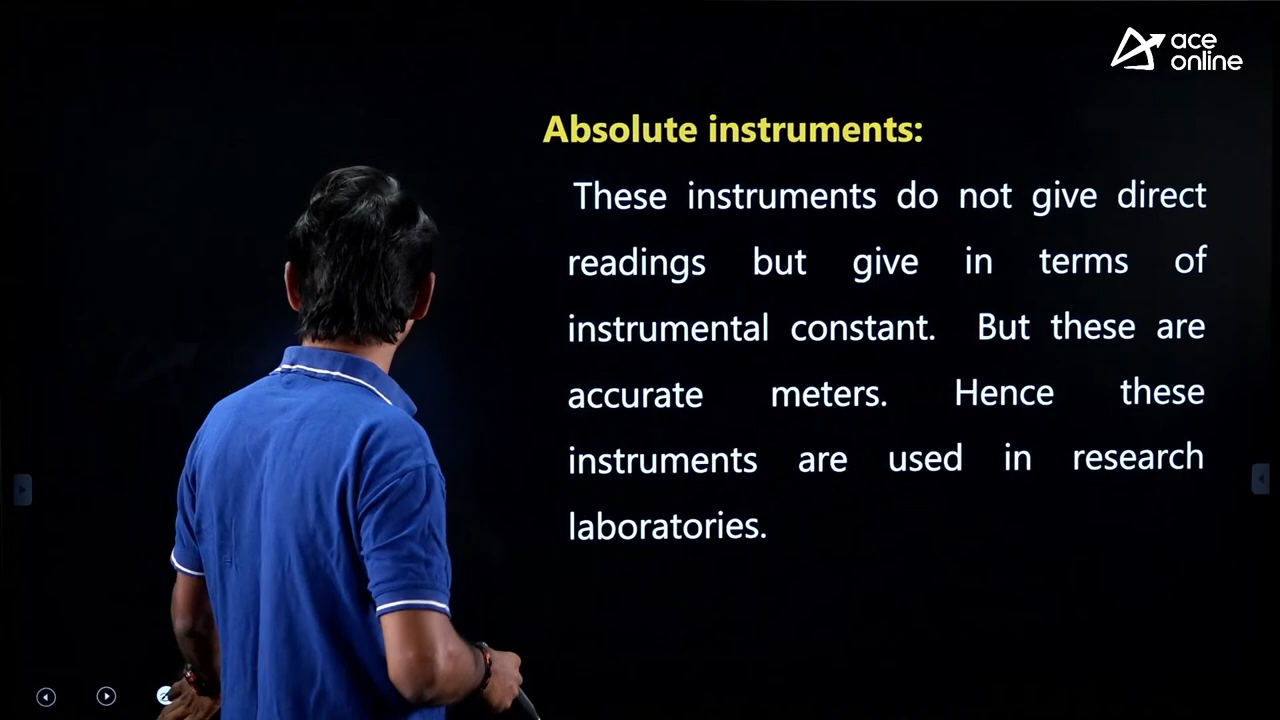 ace
online
Absolute instruments:
These instruments do not give direct
readings but give in terms of
instrumental constant. But these are
accurate meters. Hence these
instruments are used in research
laboratories.